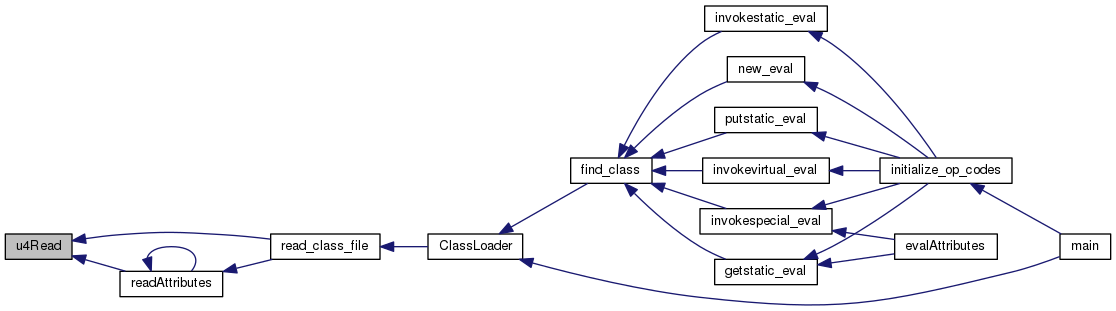 u4Read
readAttributes
read_class_file
ClassLoader
find_class
invokestatic_eval
new_eval
putstatic_eval
invokevirtual_eval
invokespecial_eval
getstatic_eval
initialize_op_codes
evalAttributes
main